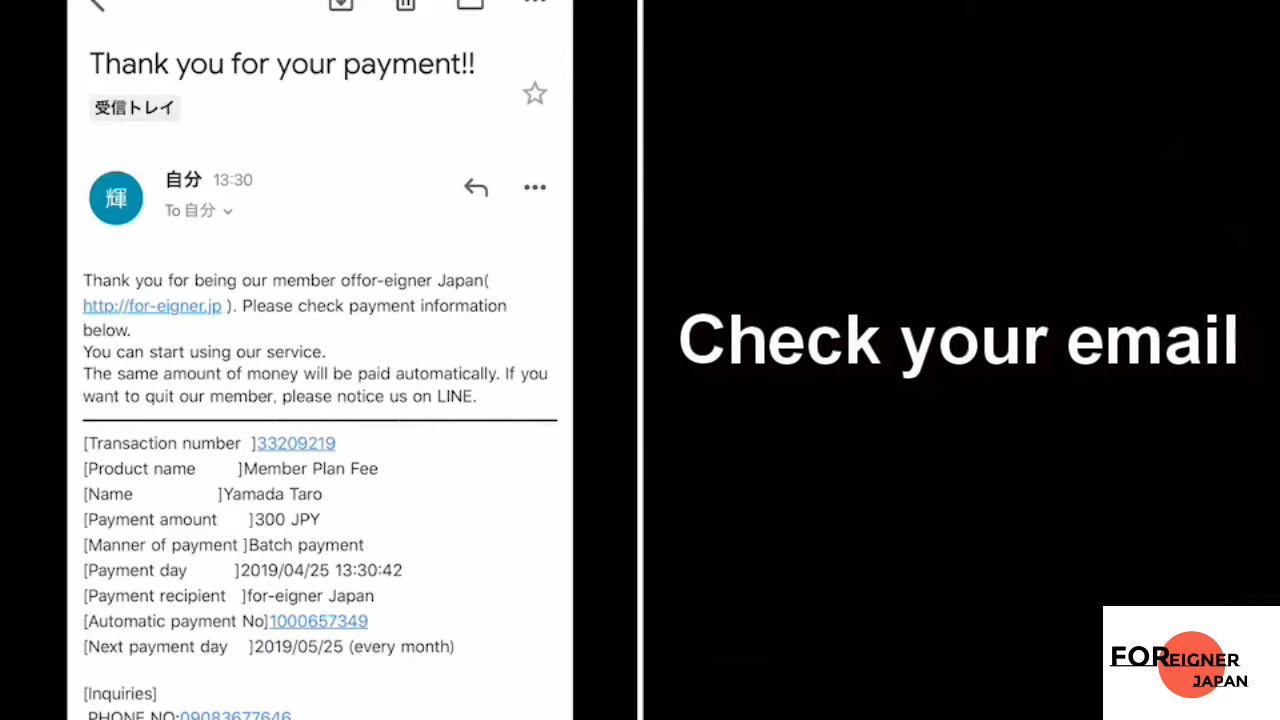 Thank you for your payment!!
受信トレイ
輝
自分 13:30
To 自分
Thank you for being our member offor-eigner Japan(
http://for-eigner.jp ). Please check payment information
below.
You can start using our service.
The same amount of money will be paid automatically. If you
want to quit our member, please notice us on LINE.
[Transaction number ]33209219
[Product name ]Member Plan Fee
[Name ]Yamada Taro
[Payment amount ]300 JPY
[Manner of payment ]Batch payment
[Payment day ]2019/04/25 13:30:42
[Payment recipient ]for-eigner Japan
[Automatic payment No]1000657349
[Next payment day ]2019/05/25 (every month)
[Inquiries]
PHONE NO:09083677646
Check your email
FOREIGNER
JAPAN